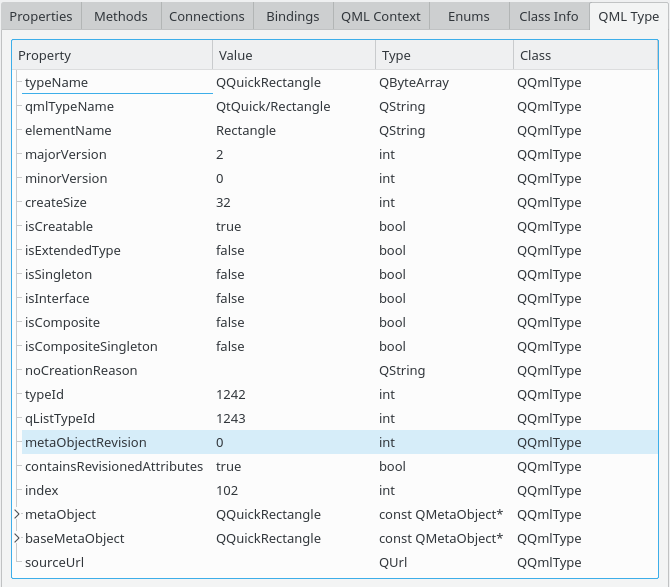 Properties Methods Connections Bindings QML Context Enums Class Info QML Type
Property Value Type Class
typeName QQuickRectangle QByteArray QQmlType
qmlTypeName QtQuick/Rectangle QString QQmlType
elementName Rectangle QString QQmlType
majorVersion 2 int QQmlType
minorVersion 0 int QQmlType
createSize 32 int QQmlType
isCreatable true bool QQmlType
isExtendedType false bool QQmlType
isSingleton false bool QQmlType
isInterface false bool QQmlType
isComposite false bool QQmlType
isCompositeSingleton false bool QQmlType
noCreationReason QString QQmlType
typeId 1242 int QQmlType
qListTypeId 1243 int QQmlType
metaObjectRevision 0 int QQmlType
containsRevisionedAttributes true bool QQmlType
index 102 int QQmlType
metaObject QQuickRectangle const QMetaObject* QQmlType
baseMetaObject QQuickRectangle const QMetaObject* QQmlType
sourceUrl QUrl QQmlType